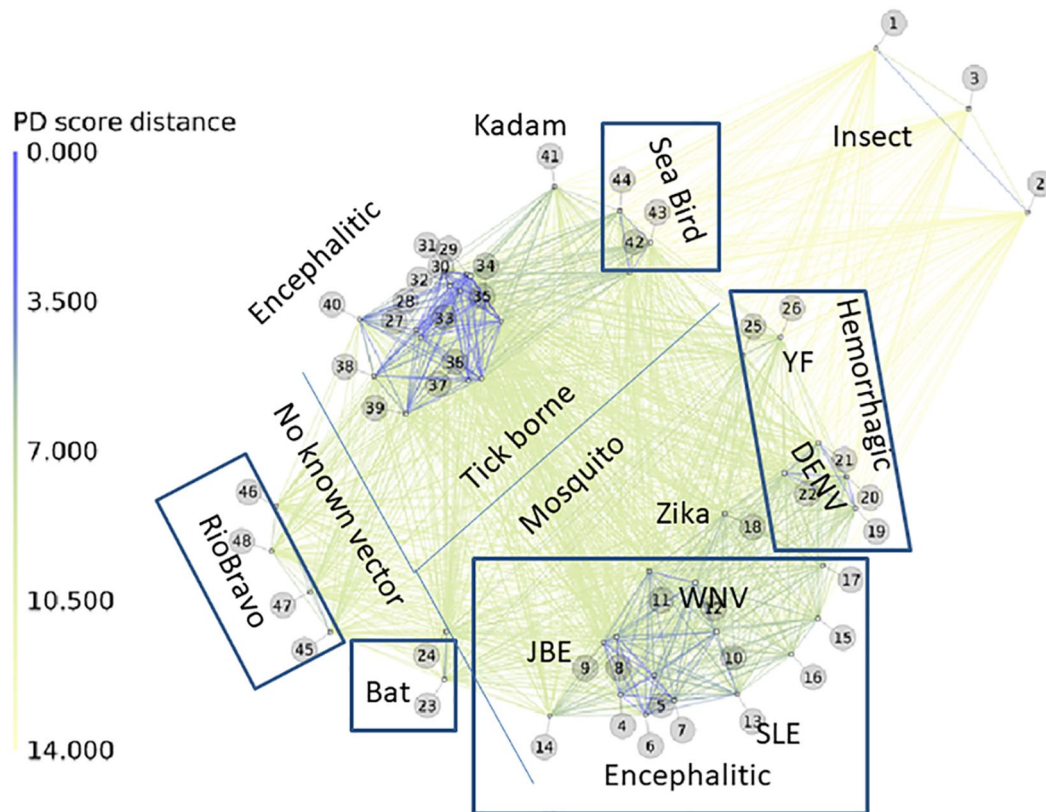 1
3
PD score distance
0.000
Kadam
Insect
41
Sea Bird
44
2
43
Encephalitic
31
29
42
30
34
32
3.500
28
35
40
26
27
33
25
Hemorrhagic
YF
36
38
37
39
No known vector
Tick borne
7.000
21
DENV
46
Mosquito
22
20
Zika
18
19
48
RioBravo
17
10.500
11
WNV
12
47
15
45
JBE
24
9
8
10
16
Bat
23
5
4
7
13
SLE
14
6
14.000
Encephalitic